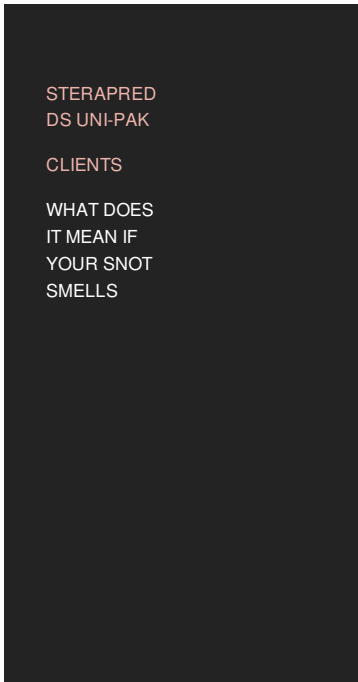 STERAPRED
DS UNI-PAK
CLIENTS
WHAT DOES
IT MEAN IF
YOUR SNOT
SMELLS